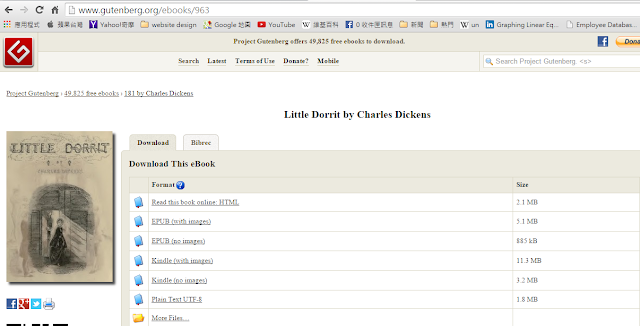 www.gutenberg.org/ebooks/963
應用程式 蘋果台灣 Yahoo!奇摩 website design Google 地圖 YouTube 維基百科 0 收件匣訊息 新聞 熱門 un Graphing Linear Eq... Employee Databas...
Project Gutenberg offers 49,825 free ebooks to download.
Dona
Search Latest Terms of Use Donate? Mobile
Search Project Gutenberg. <s>
Project Gutenberg › 49,825 free ebooks › 181 by Charles Dickens
Little Dorrit by Charles Dickens
LITTLE DORRIT
Download Bibrec
Download This eBook
Format ? Size
Read this book online: HTML 2.1 MB
EPUB (with images) 5.1 MB
EPUB (no images) 885 kB
Kindle (with images) 11.3 MB
Kindle (no images) 3.2 MB
Plain Text UTF-8 1.8 MB
More Files…